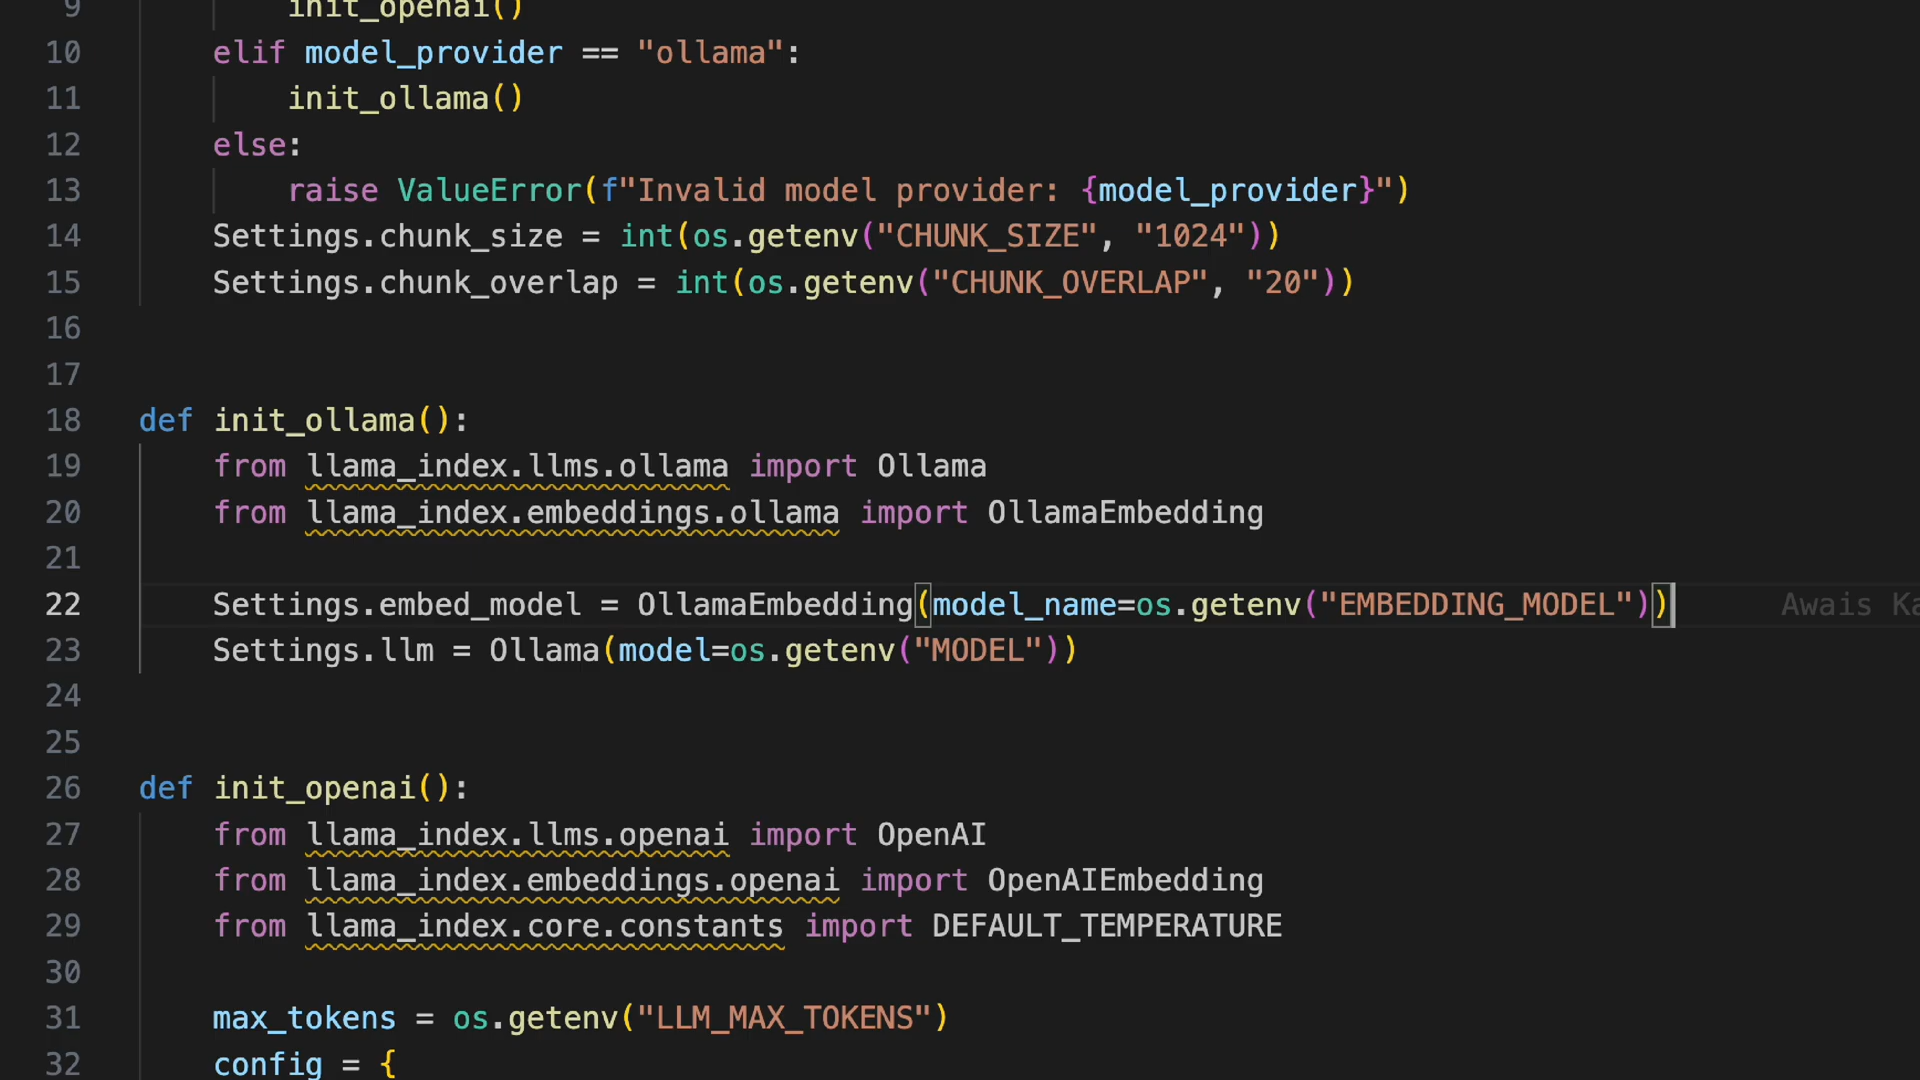 9 init_openai()
10 elif model_provider == "ollama":
11 init_ollama()
12 else:
13 raise ValueError(f"Invalid model provider: {model_provider}")
14 Settings.chunk_size = int(os.getenv("CHUNK_SIZE", "1024"))
15 Settings.chunk_overlap = int(os.getenv("CHUNK_OVERLAP", "20"))
16
17
18 def init_ollama():
19 from llama_index.llms.ollama import Ollama
20 from llama_index.embeddings.ollama import OllamaEmbedding
21
22 Settings.embed_model = OllamaEmbedding(model_name=os.getenv("EMBEDDING_MODEL")) Awais
23 Settings.llm = Ollama(model=os.getenv("MODEL"))
24
25
26 def init_openai():
27 from llama_index.llms.openai import OpenAI
28 from llama_index.embeddings.openai import OpenAIEmbedding
29 from llama_index.core.constants import DEFAULT_TEMPERATURE
30
31 max_tokens = os.getenv("LLM_MAX_TOKENS")
32 config = {